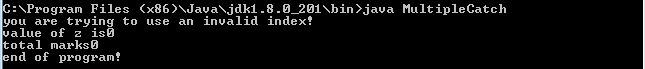 C:\Program Files (x86)\Java\jdk1.8.0_201\bin>java MultipleCatch
you are trying to use an invalid index!
value of z is0
total marks0
end of program!